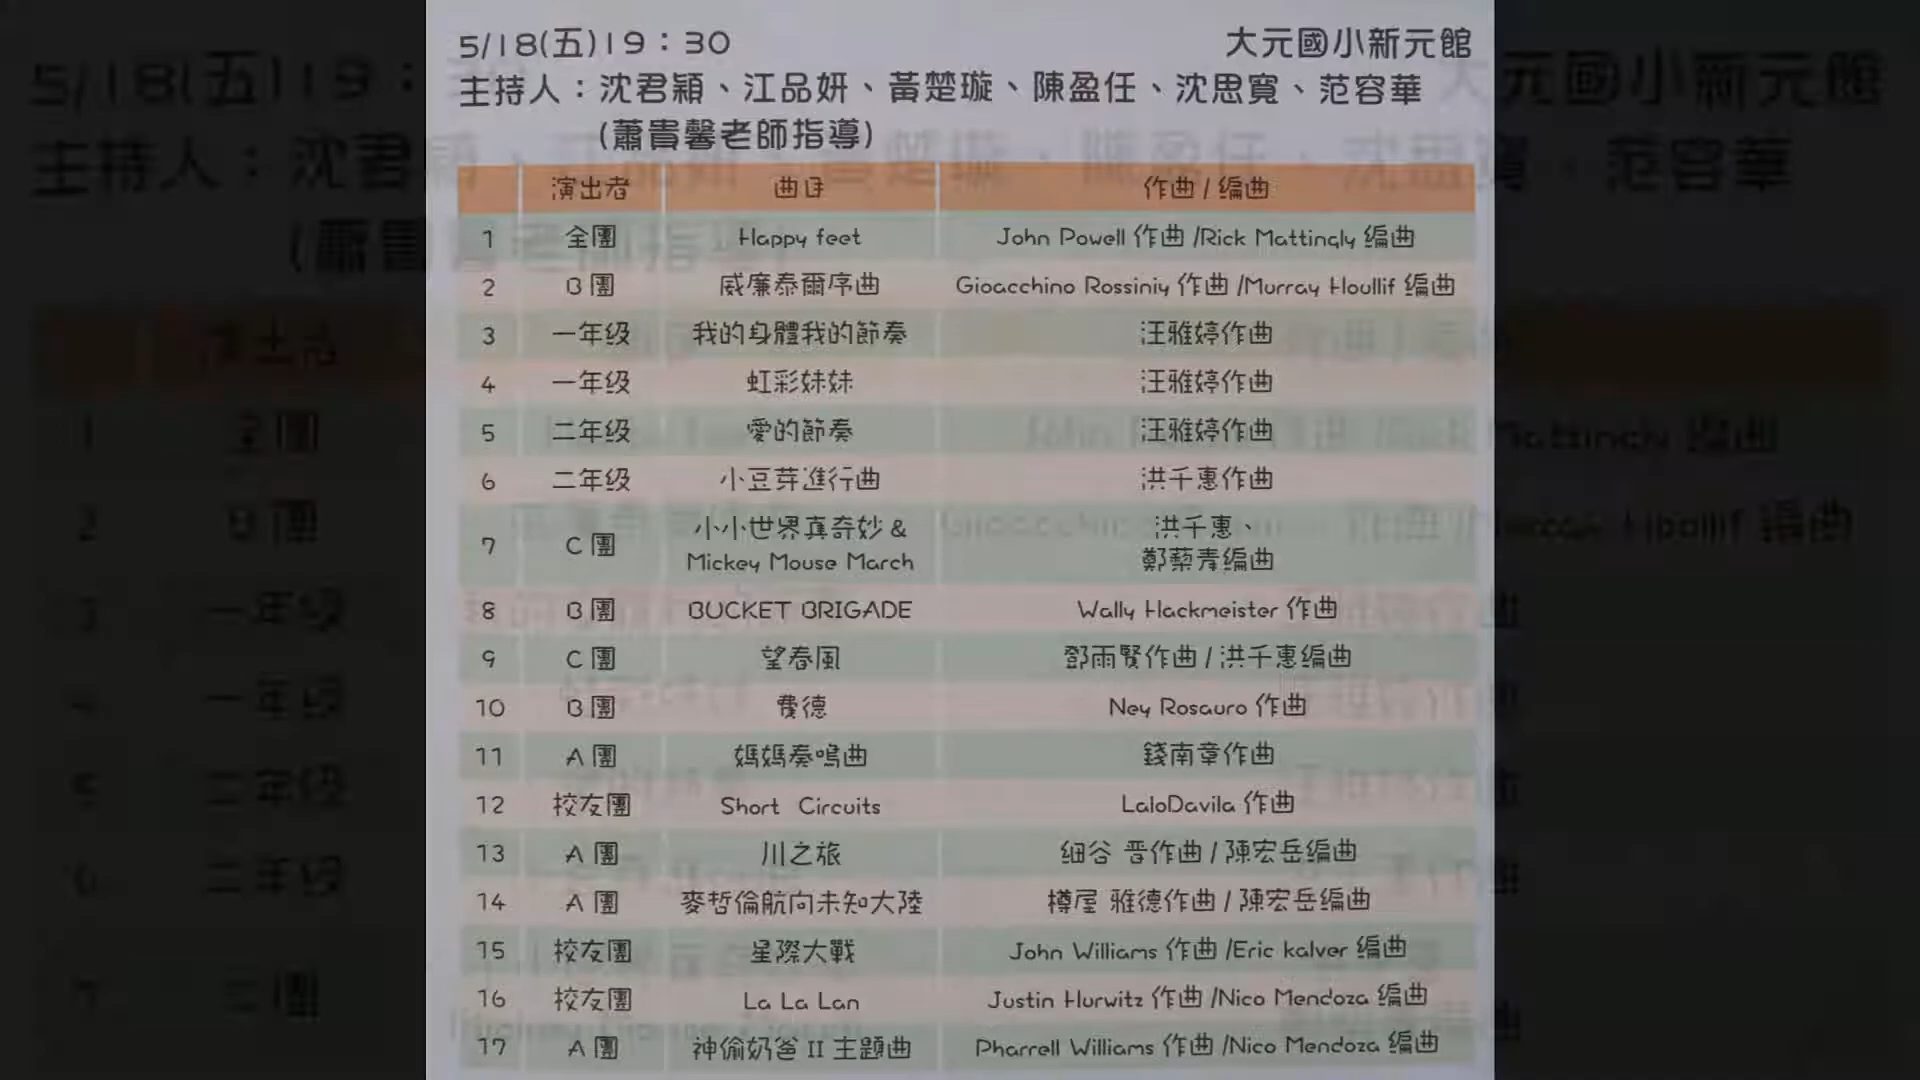 5/18(五)19：30 大元國小新元館
主持人：沈君穎、江品妍、黃楚璇、陳盈任、沈思寬、范容華
(蕭貴馨老師指導)
演出者 曲目 作曲 / 編曲
1 全團 Happy feet John Powell 作曲 /Rick Mattingly 編曲
2 B 團 威廉泰爾序曲 Gioacchino Rossiniy 作曲 /Murray Houllif 編曲
3 一年級 我的身體我的節奏 汪雅婷作曲
4 一年級 虹彩妹妹 汪雅婷作曲
5 二年級 愛的節奏 汪雅婷作曲
6 二年級 小豆芽進行曲 洪千惠作曲
7 C 團 小小世界真奇妙 & Mickey Mouse March 洪千惠、鄭藜青編曲
8 B 團 BUCKET BRIGADE Wally Hackmeister 作曲
9 C 團 望春風 鄧雨賢作曲 / 洪千惠編曲
10 B 團 費德 Ney Rosauro 作曲
11 A 團 媽媽奏鳴曲 錢南章作曲
12 校友團 Short Circuits LaloDavila 作曲
13 A 團 川之旅 細谷 晋作曲 / 陳宏岳編曲
14 A 團 麥哲倫航向未知大陸 樽屋 雅德作曲 / 陳宏岳編曲
15 校友團 星際大戰 John Williams 作曲 /Eric kalver 編曲
16 校友團 La La Lan Justin Hurwitz 作曲 /Nico Mendoza 編曲
17 A 團 神偷奶爸 II 主題曲 Pharrell Williams 作曲 /Nico Mendoza 編曲